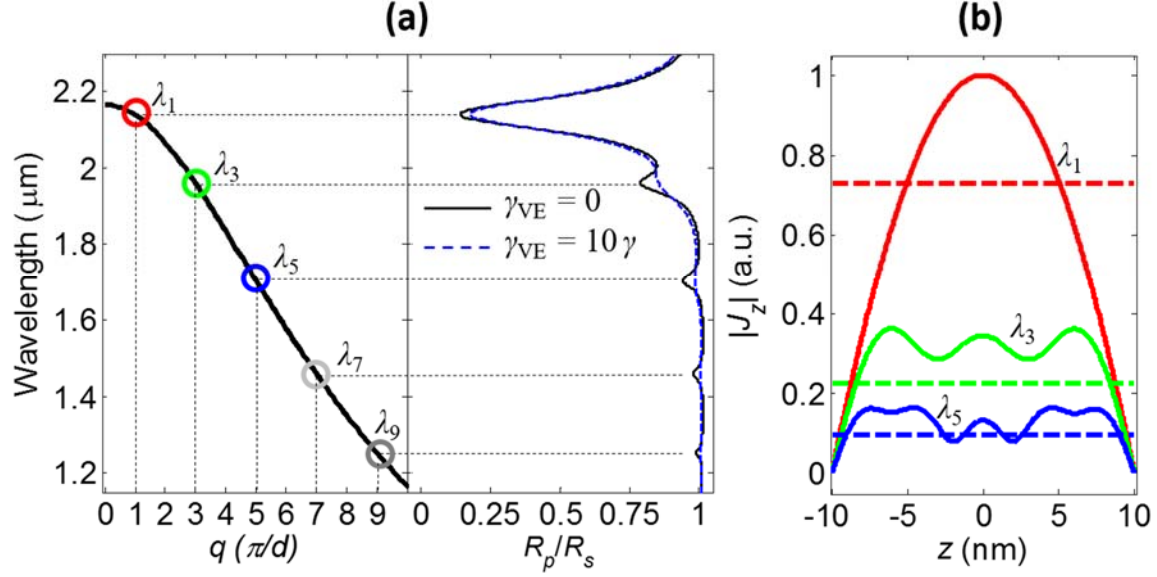 (a)
(b)
Wavelength (μm)
2.2
2
1.8
1.6
1.4
1.2
λ1
λ3
λ5
λ7
λ9
0 1 2 3 4 5 6 7 8 9
q (π/d)
γVE = 0
γVE = 10γ
0 0.25 0.5 0.75 1
Rp/Rs
|Jz| (a.u.)
1
0.8
0.6
0.4
0.2
0
λ1
λ3
λ5
-10 -5 0 5 10
z (nm)